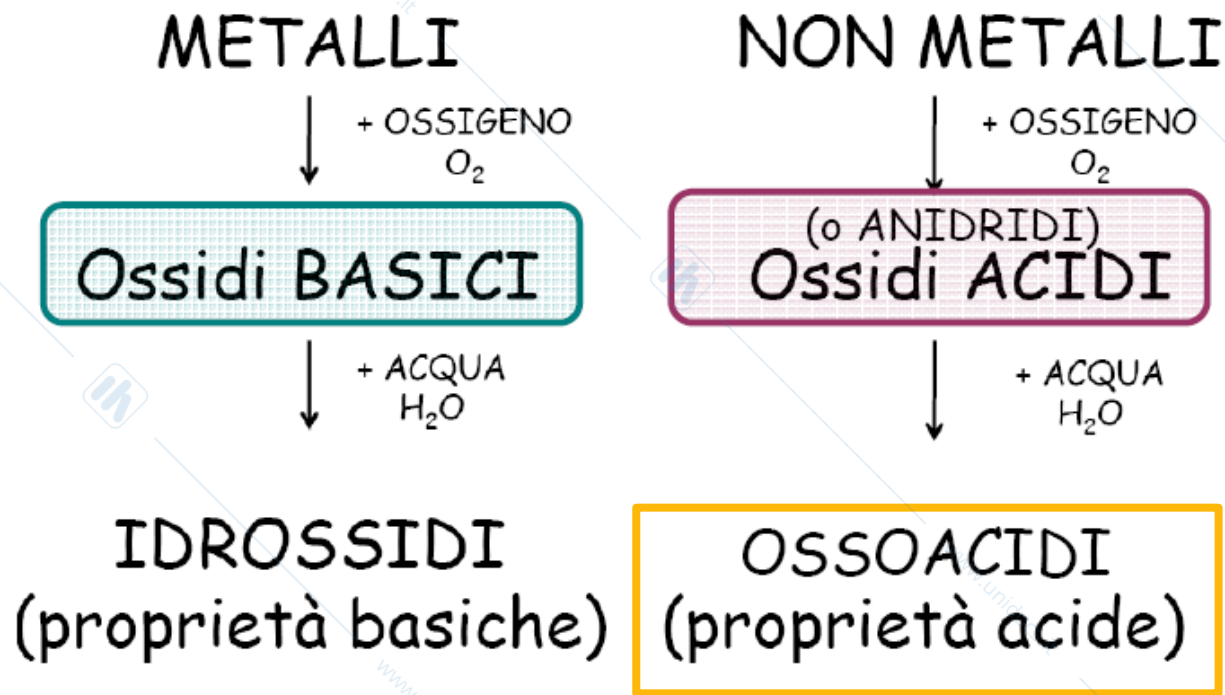 METALLI
+ OSSIGENO
O₂
Ossidi BASICI
+ ACQUA
H₂O
IDROSSIDI
(proprietà basiche)
NON METALLI
+ OSSIGENO
O₂
(o ANIDRIDI)
Ossidi ACIDI
+ ACQUA
H₂O
OSSOACIDI
(proprietà acide)